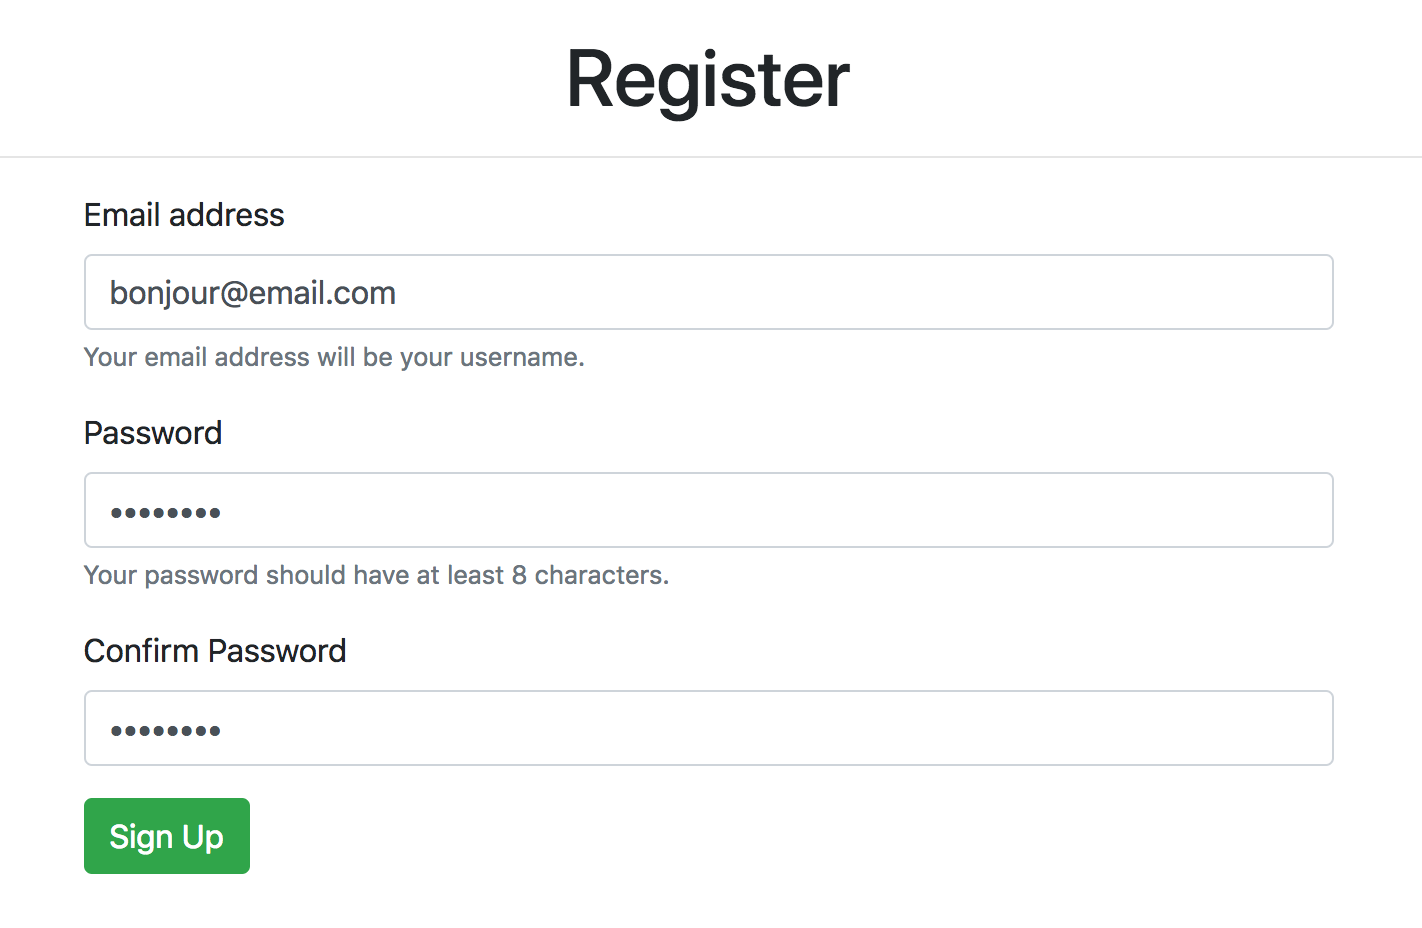 Register
Email address
bonjour@email.com
Your email address will be your username.
Password
••••••••
Your password should have at least 8 characters.
Confirm Password
••••••••
Sign Up